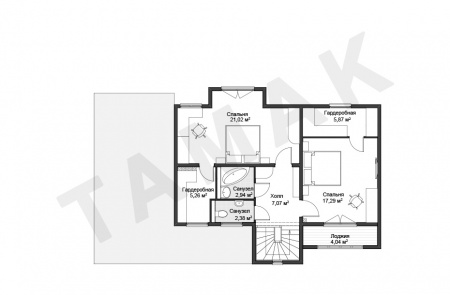 Спальня
21,02 м²
Гардеробная
5,87 м²
Гардеробная
5,26 м²
Санузел
2,94 м²
Холл
7,07 м²
Спальня
17,29 м²
Санузел
2,38 м²
Лоджия
4,04 м²
TAMAK